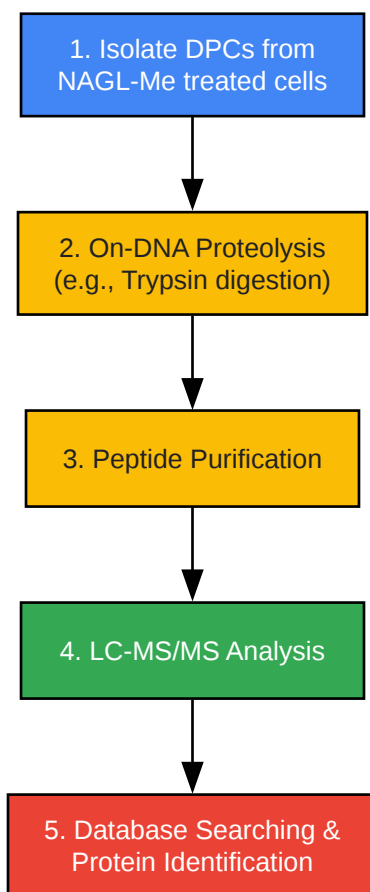 1. Isolate DPCs from
NAGL-Me treated cells
2. On-DNA Proteolysis
(e.g., Trypsin digestion)
3. Peptide Purification
4. LC-MS/MS Analysis
5. Database Searching &
Protein Identification